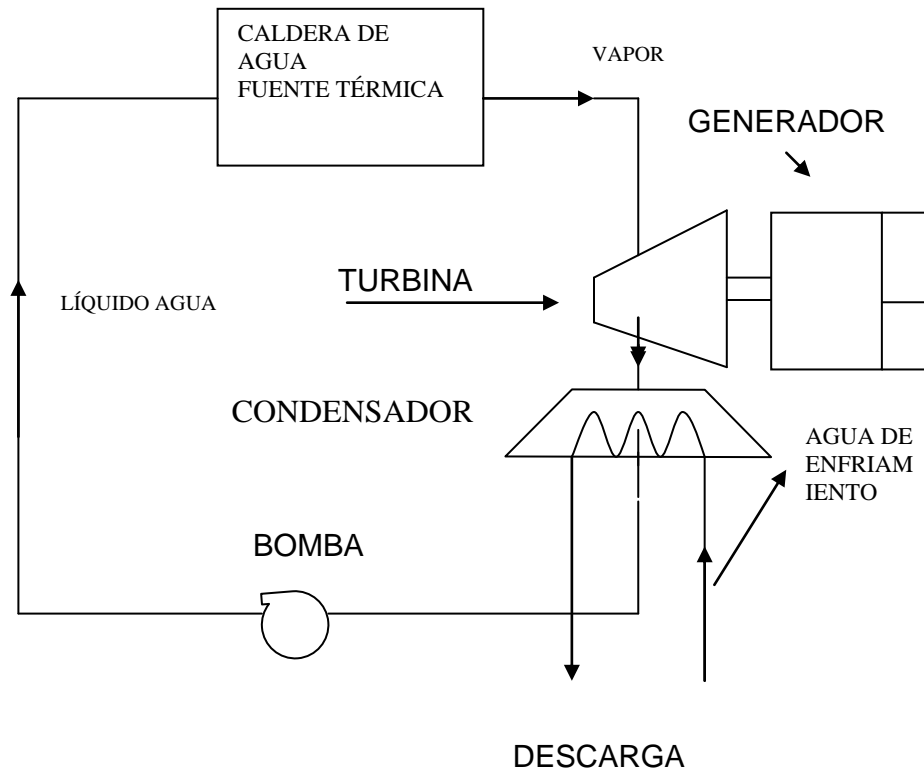 CALDERA DE
AGUA
FUENTE TÉRMICA
VAPOR
GENERADOR
TURBINA
LÍQUIDO AGUA
CONDENSADOR
AGUA DE
ENFRIAM
IENTO
BOMBA
DESCARGA